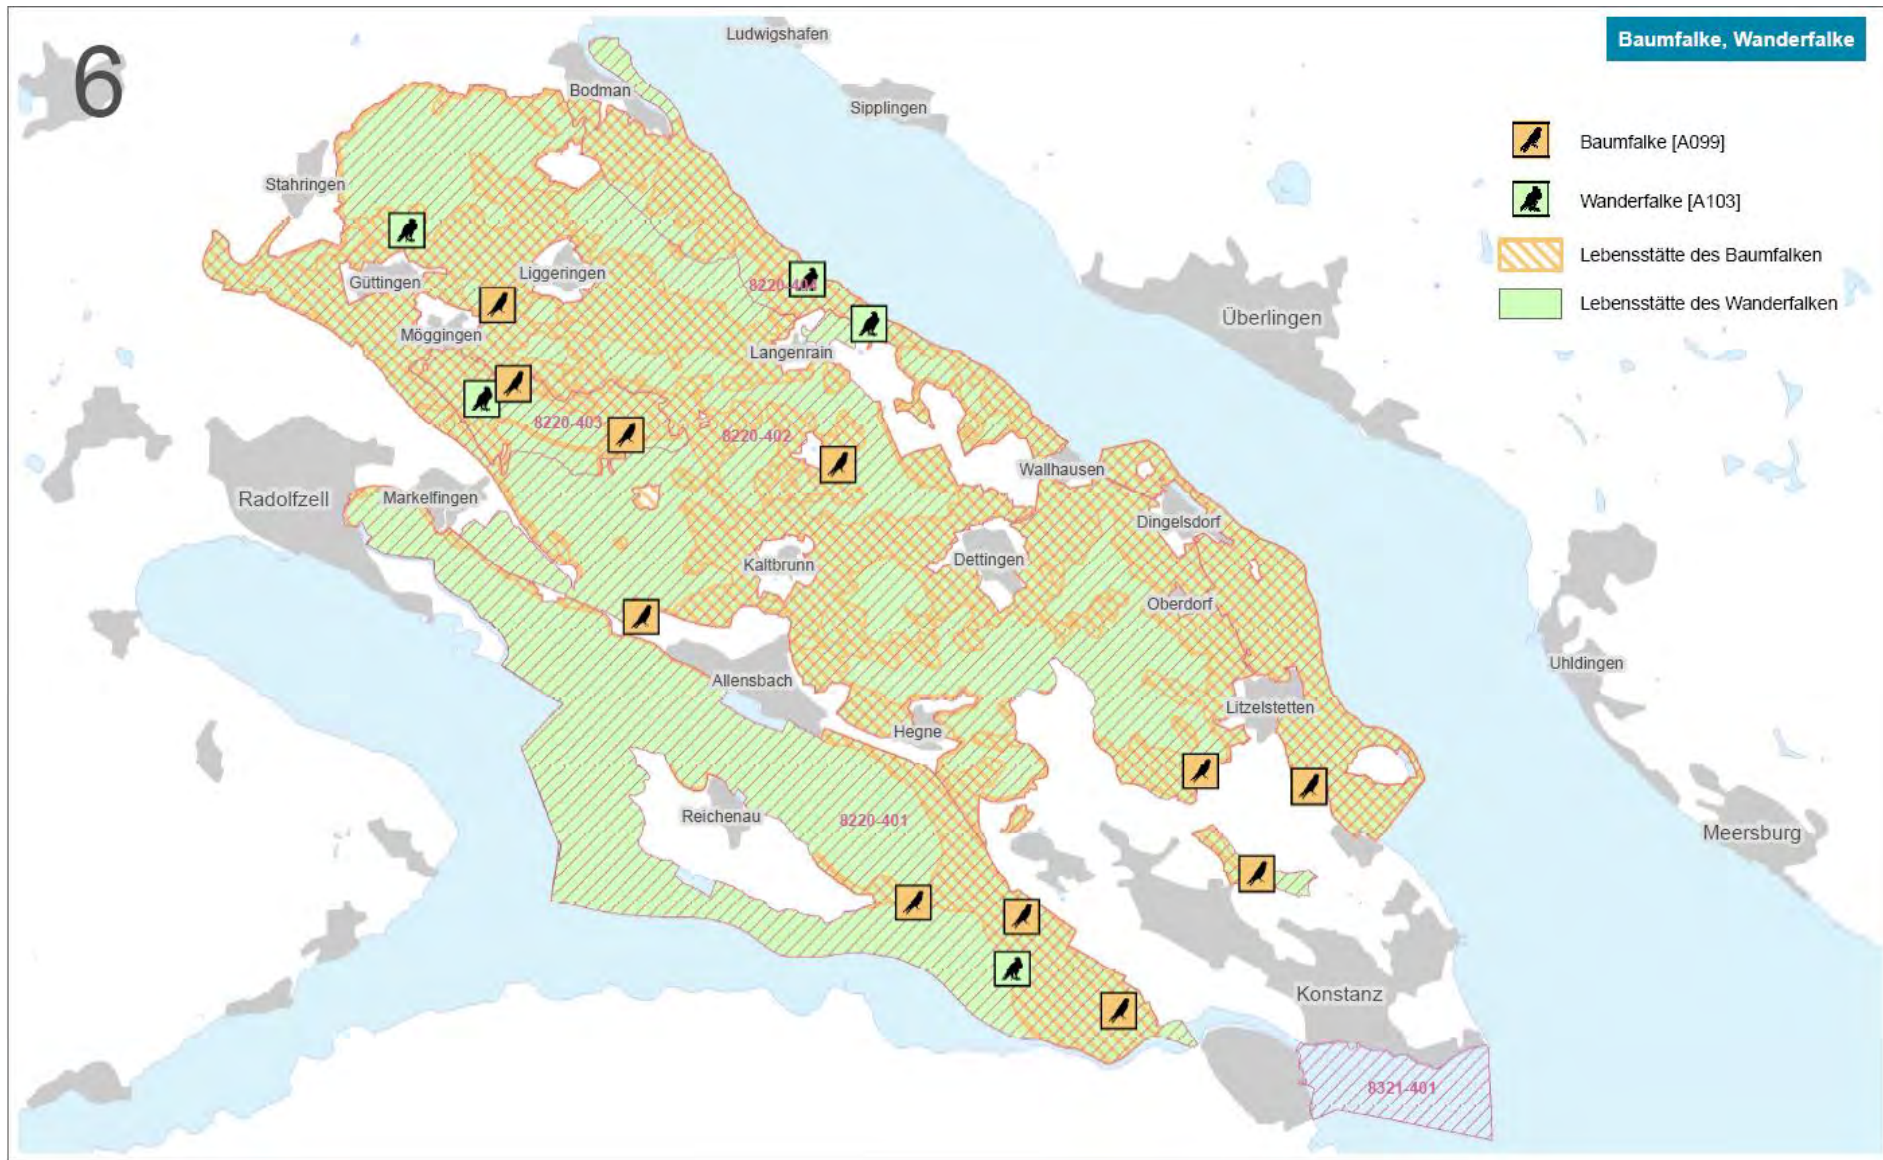 6
Baumfalke, Wanderfalke
Baumfalke [A099]
Wanderfalke [A103]
Lebensstätte des Baumfalken
Lebensstätte des Wanderfalken
Ludwigshafen
Bodman
Sipplingen
Stahringen
Güttingen
Liggeringen
8220-404
Überlingen
Möggingen
Langenrain
8220-403
8220-402
Wallhausen
Radolfzell
Markelfingen
Dingelsdorf
Kaltbrunn
Dettingen
Oberdorf
Uhldingen
Allensbach
Litzelstetten
Hegne
Reichenau
8220-401
Meersburg
Konstanz
8321-401